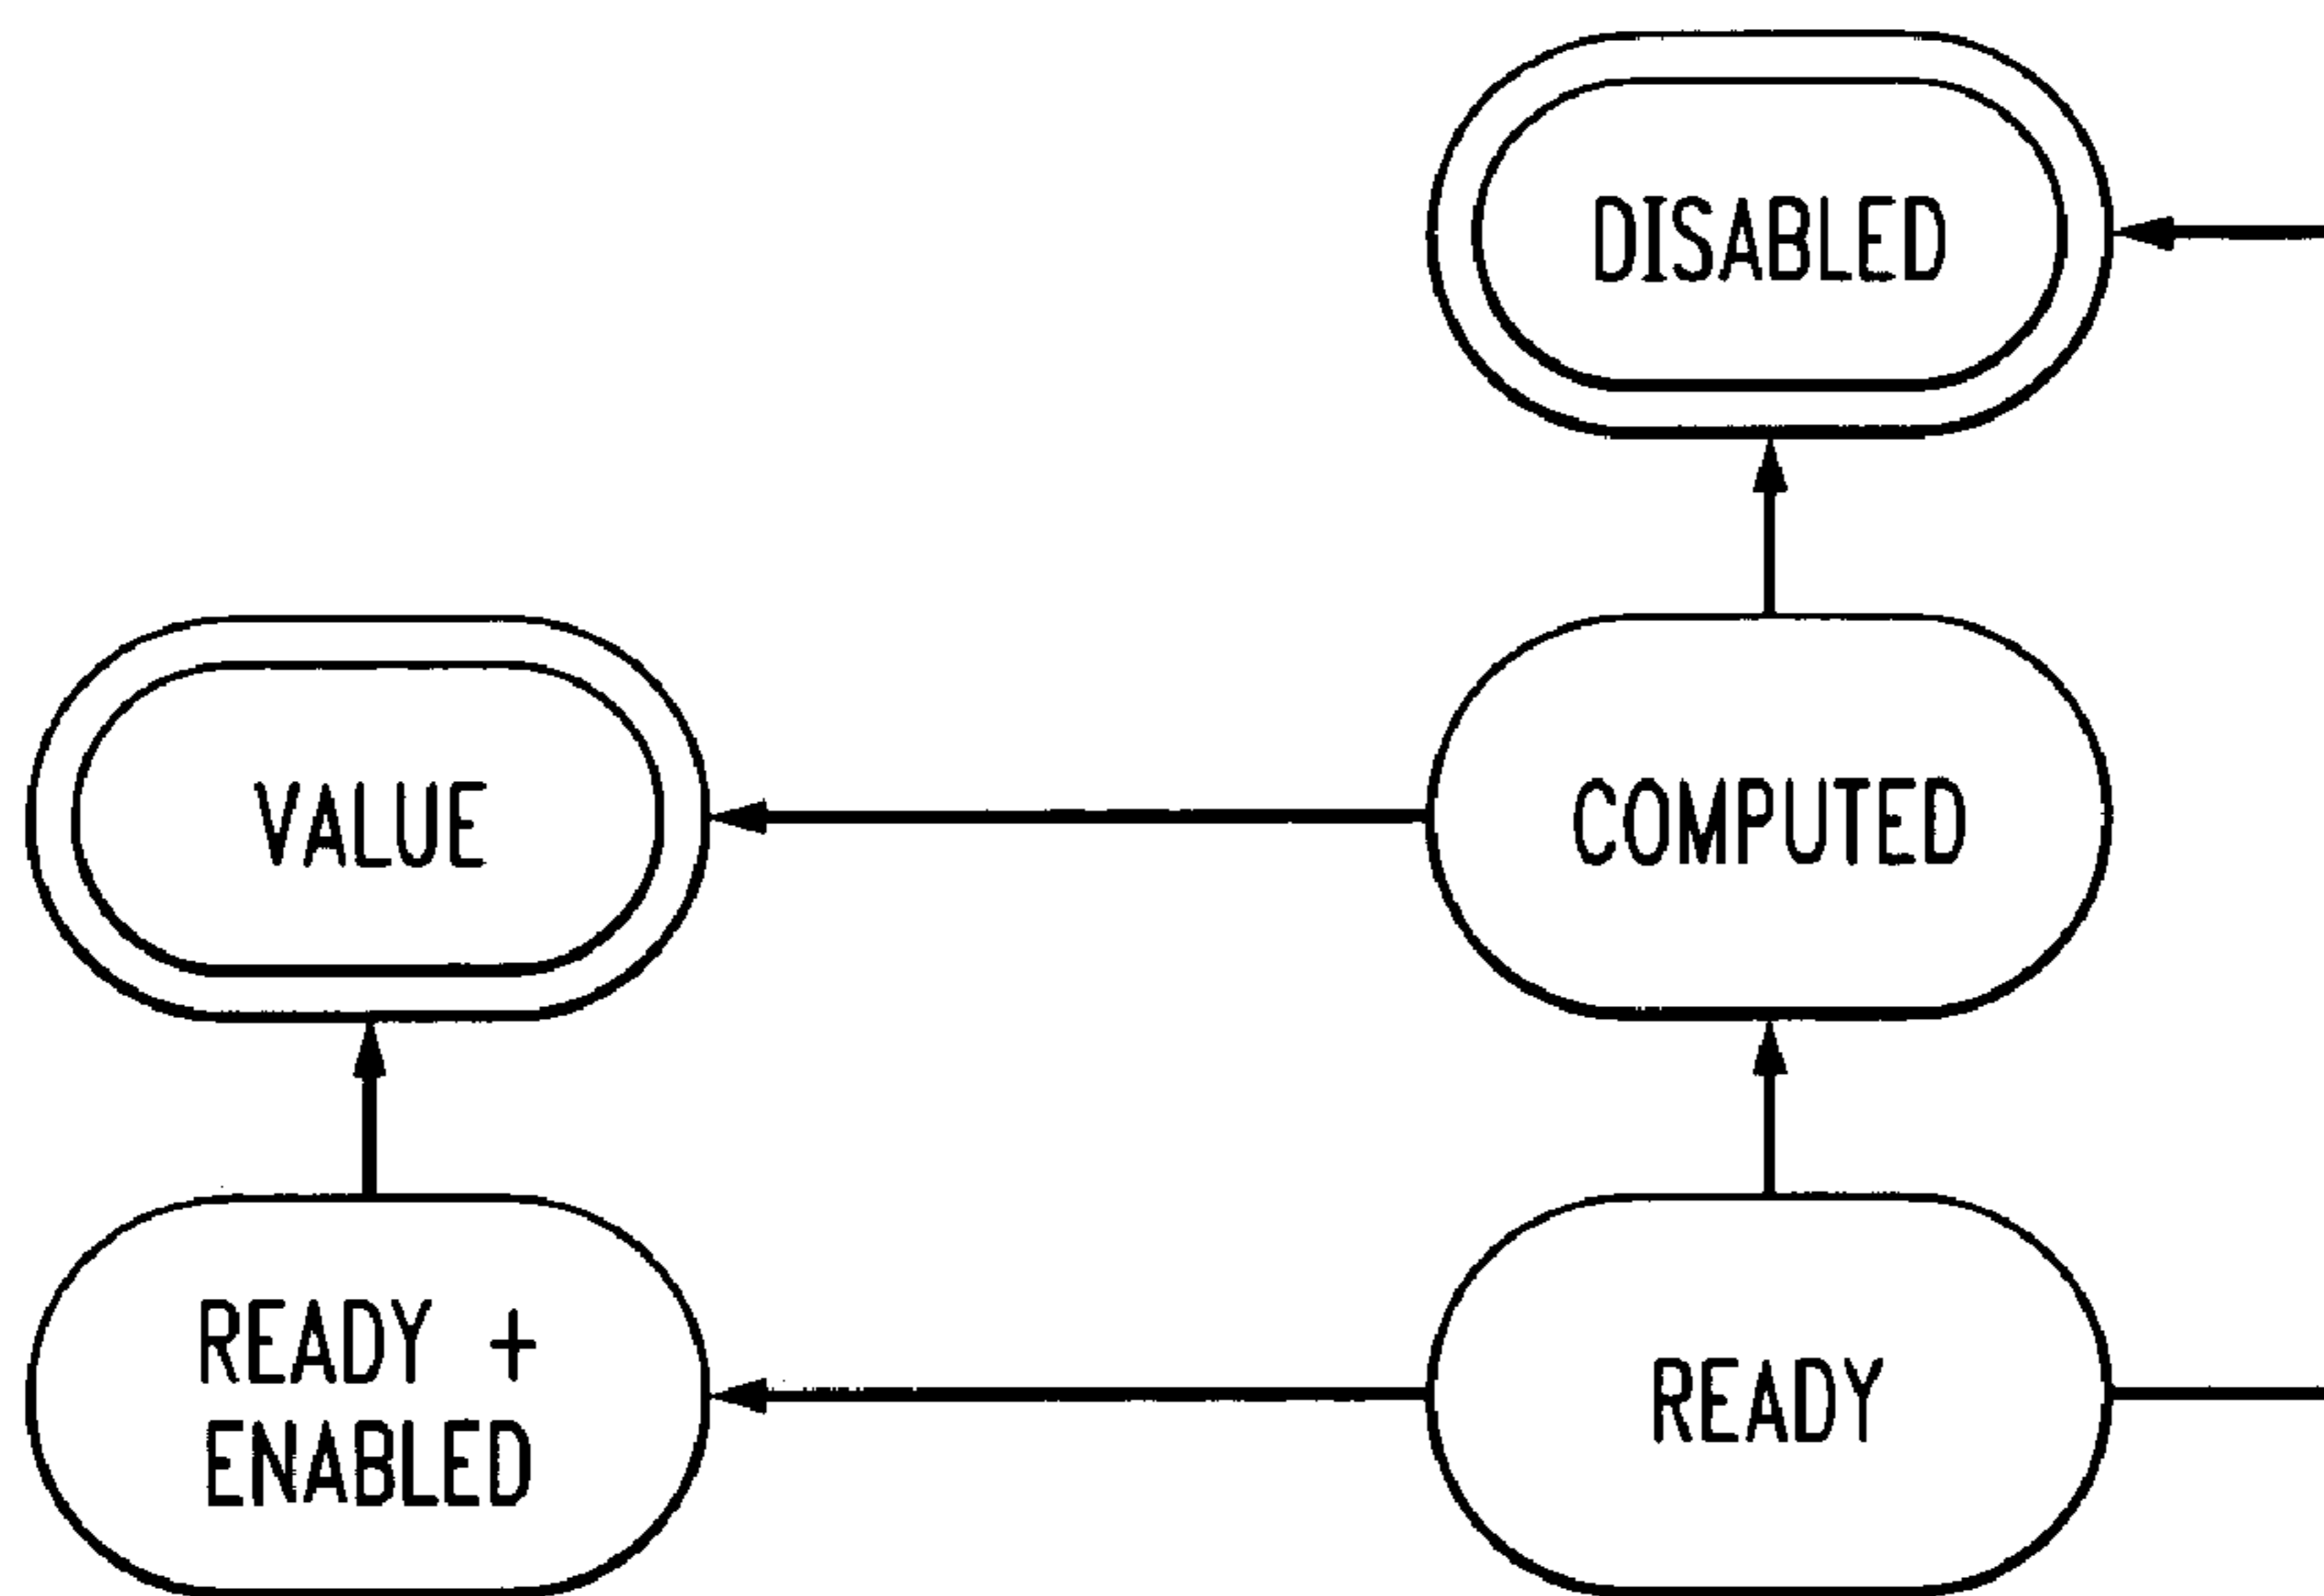 DISABLED
VALUE
COMPUTED
READY +
ENABLED
READY